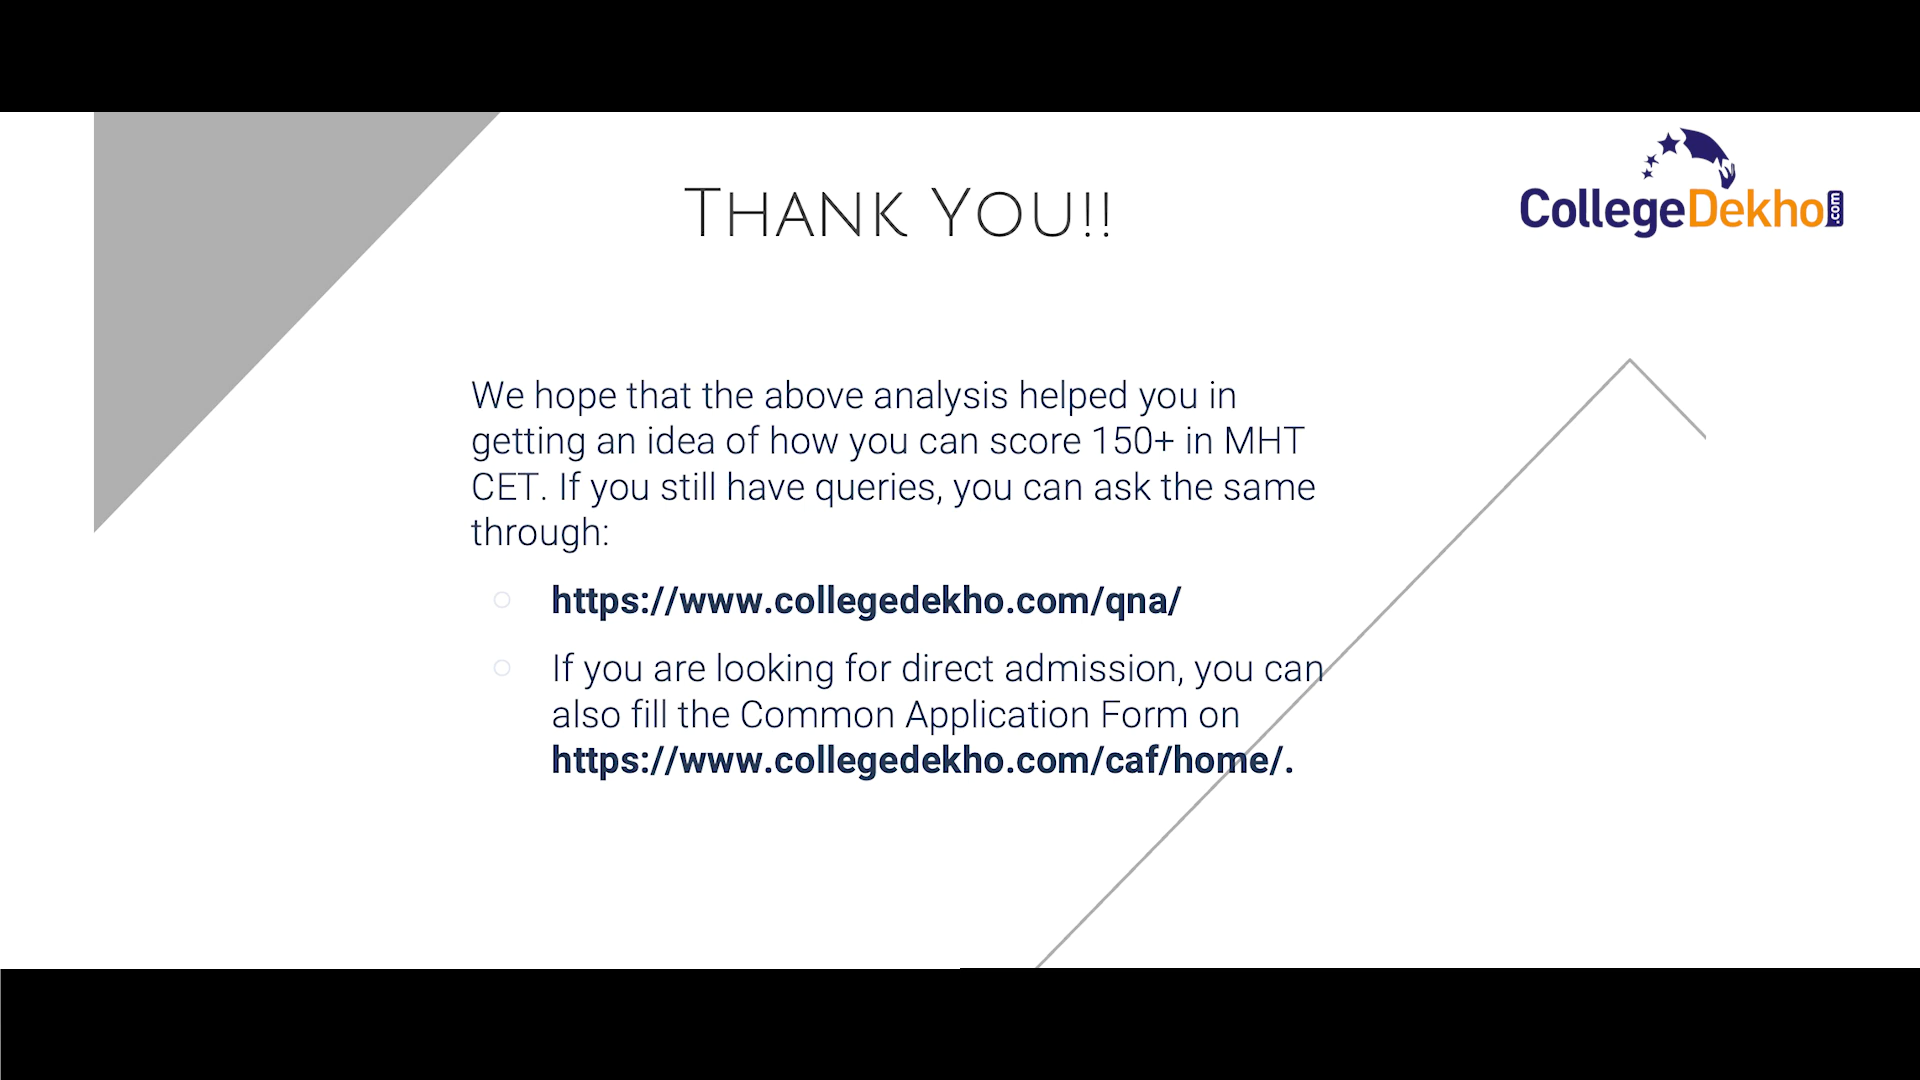 THANK YOU!!
CollegeDekho.com
We hope that the above analysis helped you in
getting an idea of how you can score 150+ in MHT
CET. If you still have queries, you can ask the same
through:
https://www.collegedekho.com/qna/
If you are looking for direct admission, you can
also fill the Common Application Form on
https://www.collegedekho.com/caf/home/.